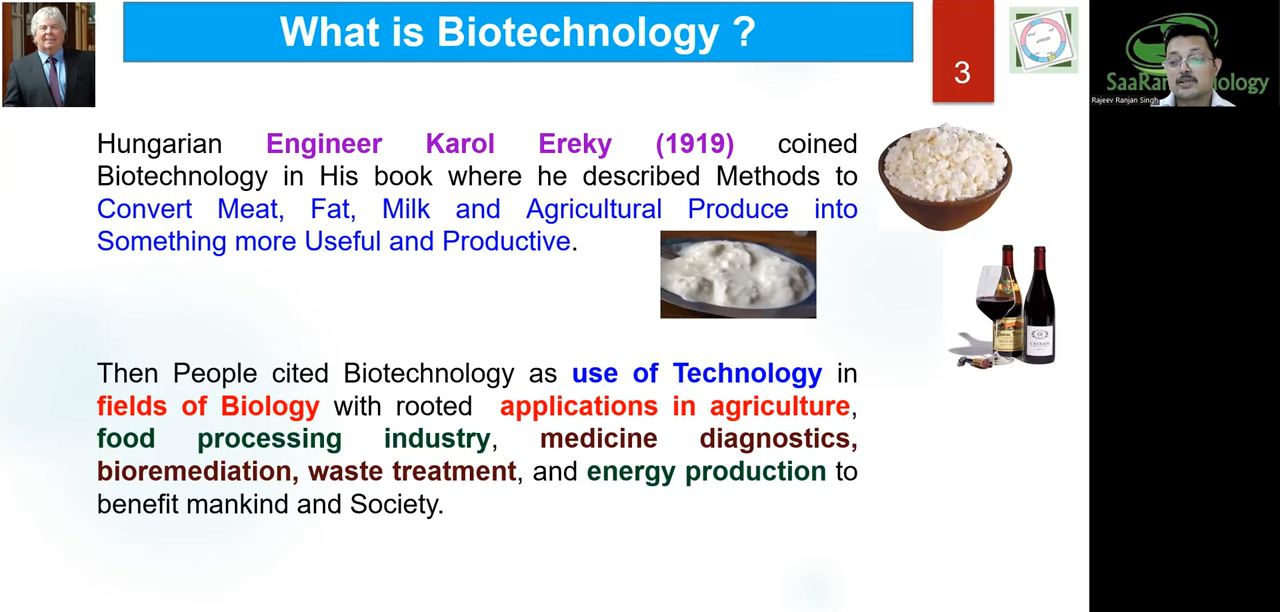 What is Biotechnology ?
3
SaaRan
iology
Rajeev Ranjan Singh
Hungarian Engineer Karol Ereky (1919) coined
Biotechnology in His book where he described Methods to
Convert Meat, Fat, Milk and Agricultural Produce into
Something more Useful and Productive.
Then People cited Biotechnology as use of Technology in
fields of Biology with rooted applications in agriculture,
food processing industry, medicine diagnostics,
bioremediation, waste treatment, and energy production to
benefit mankind and Society.
CHINON